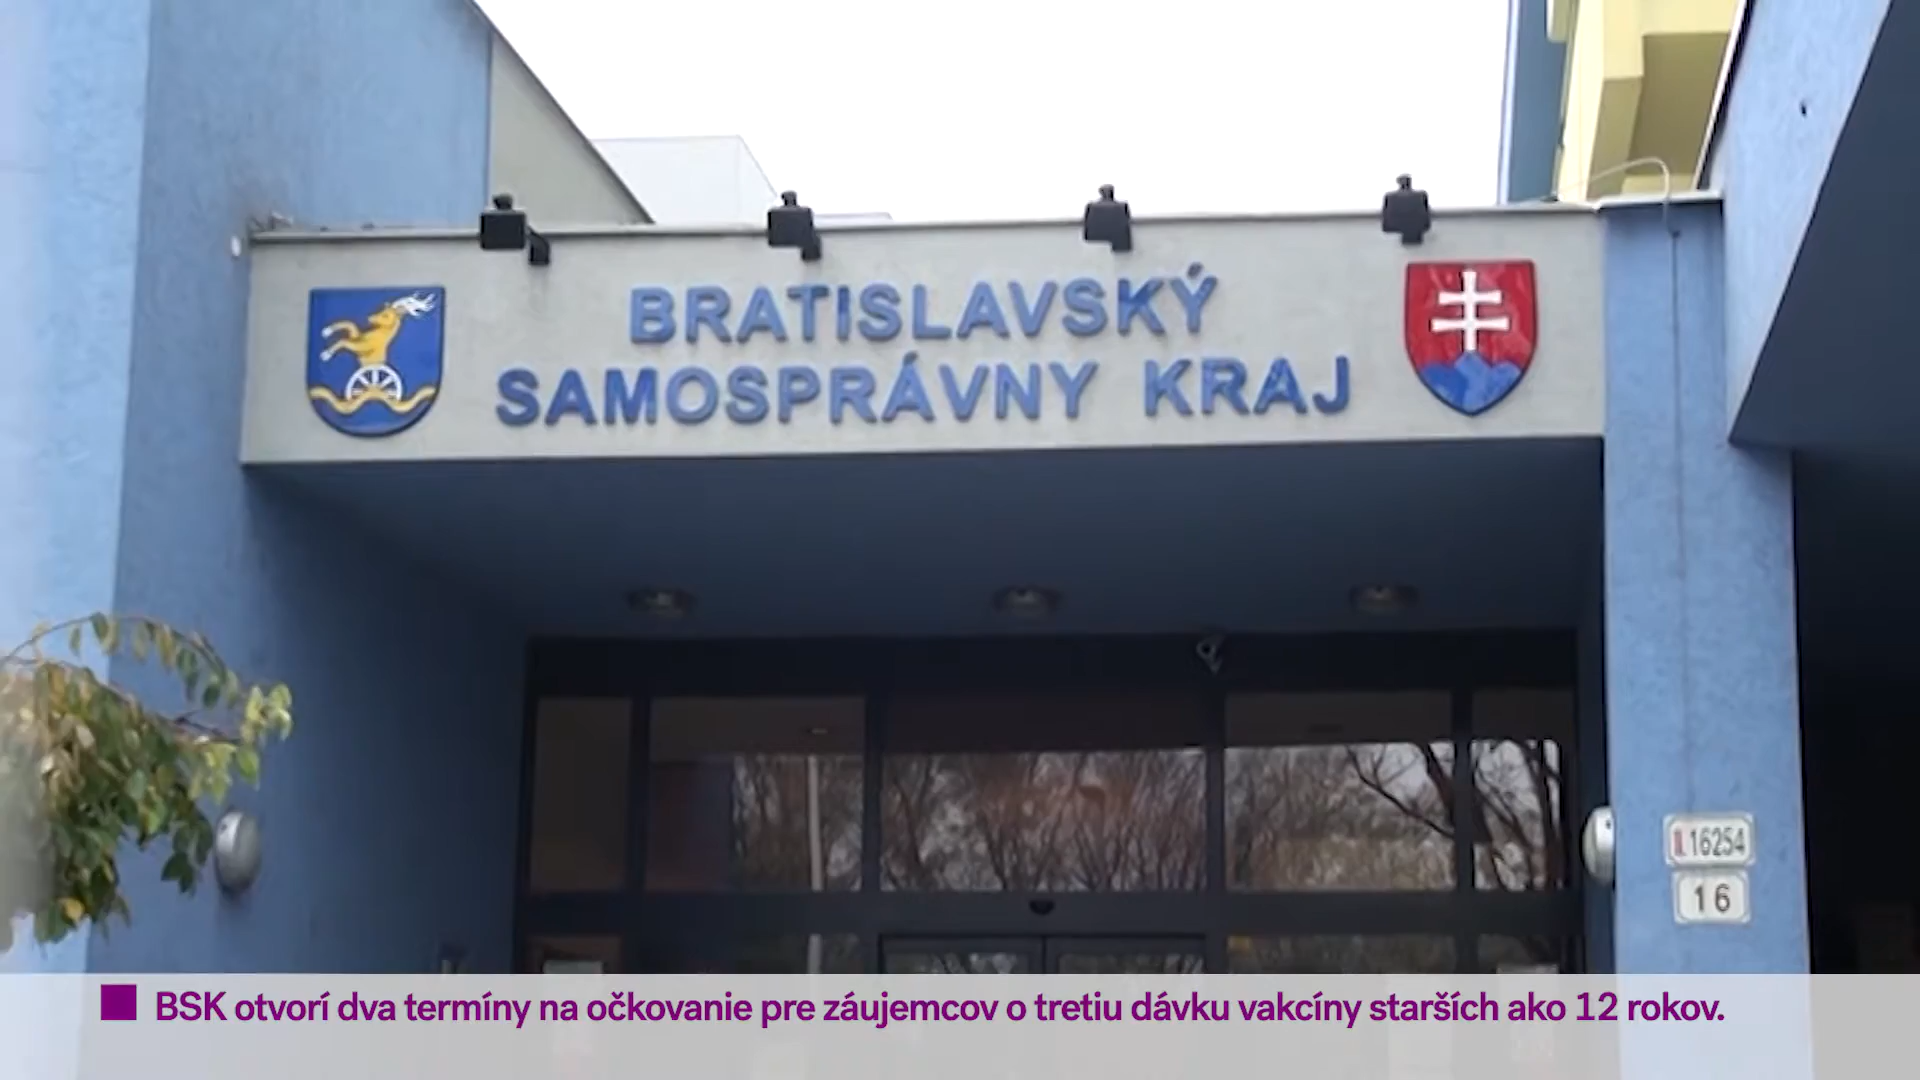 BRATISLAVSKÝ
SAMOSPRÁVNY KRAJ
16254
16
BSK otvorí dva termíny na očkovanie pre záujemcov o tretiu dávku vakcíny starších ako 12 rokov.